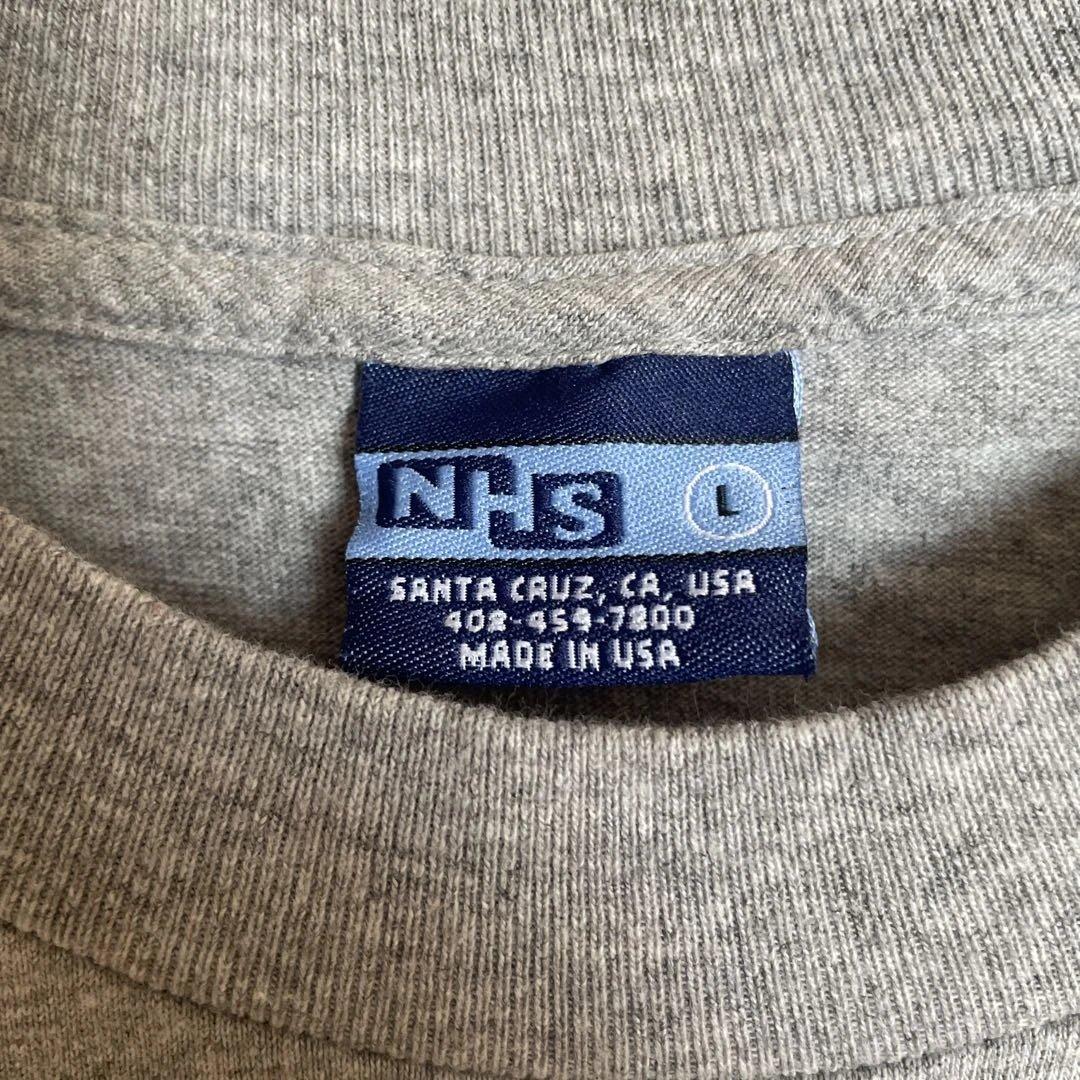 NHS L
SANTA CRUZ, CA, USA
408-459-7800
MADE IN USA